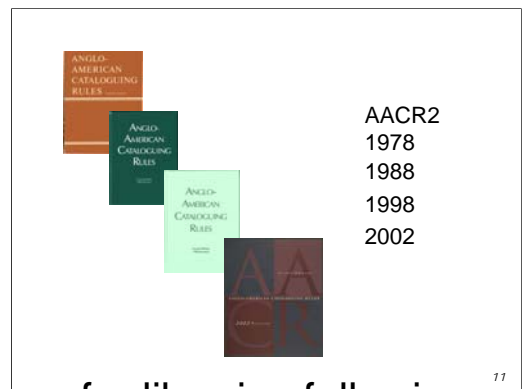 ANGLO-
AMERICAN
CATALOGUING
RULES
ANGLO-
AMERICAN
CATALOGUING
RULES
ANGLO-
AMERICAN
CATALOGUING
RULES
AA
CR
AACR2
1978
1988
1998
2002
11